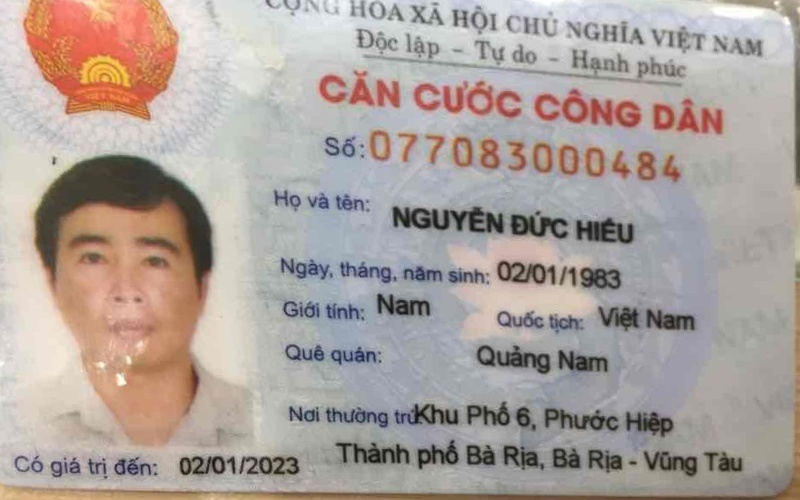 CỘNG HÒA XÃ HỘI CHỦ NGHĨA VIỆT NAM
Độc lập - Tự do - Hạnh phúc
CĂN CƯỚC CÔNG DÂN
Số: 077083000484
Họ và tên: NGUYỄN ĐỨC HIẾU
Ngày, tháng, năm sinh: 02/01/1983
Giới tính: Nam Quốc tịch: Việt Nam
Quê quán: Quảng Nam
Nơi thường trú: Khu Phố 6, Phước Hiệp
Thành phố Bà Rịa, Bà Rịa - Vũng Tàu
Có giá trị đến: 02/01/2023